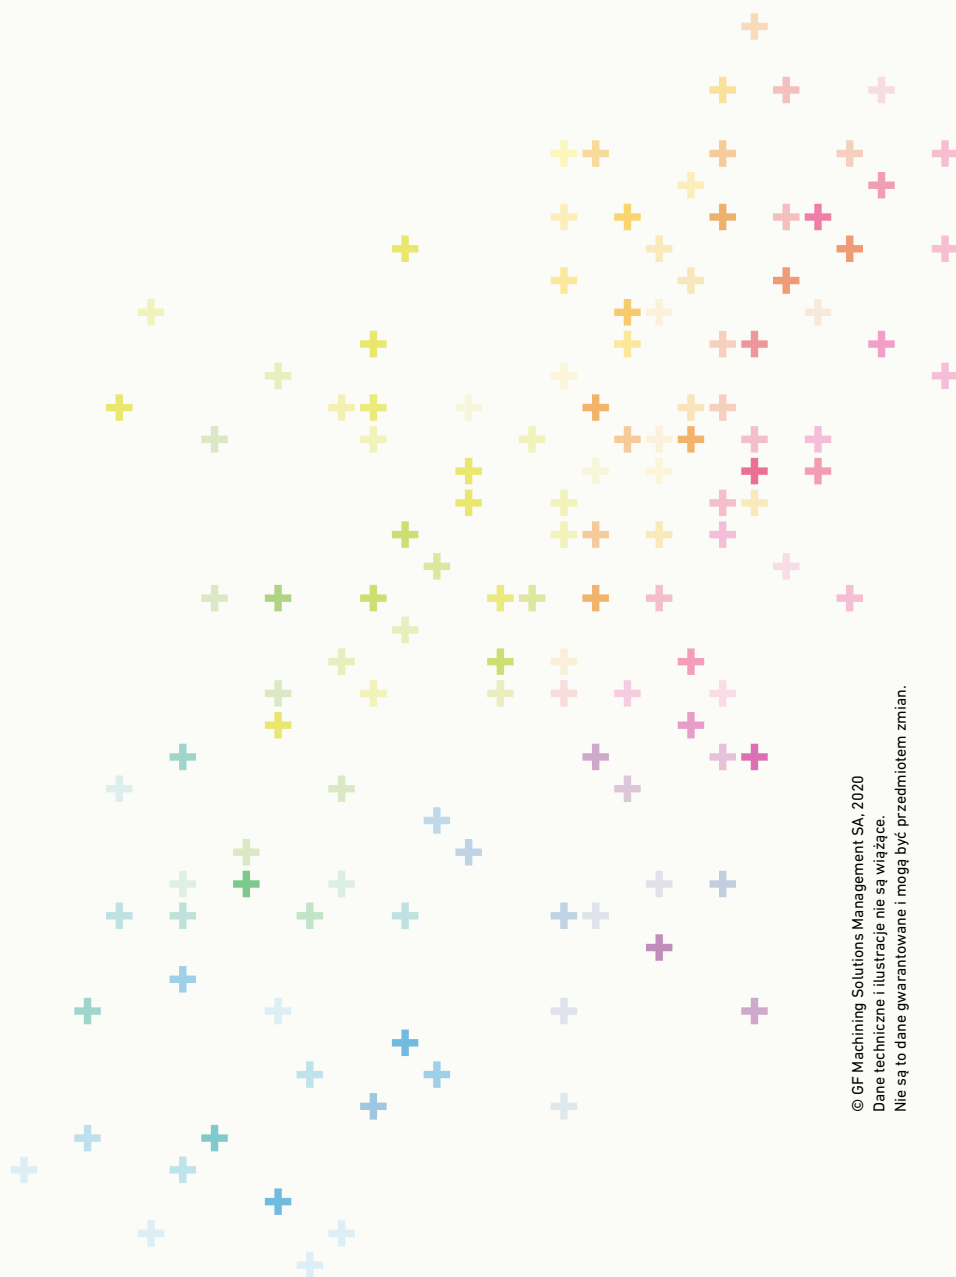 © GF Machining Solutions Management SA, 2020
Dane techniczne i ilustracje nie są wiążące.
Nie są to dane gwarantowane i mogą być przedmiotem zmian.